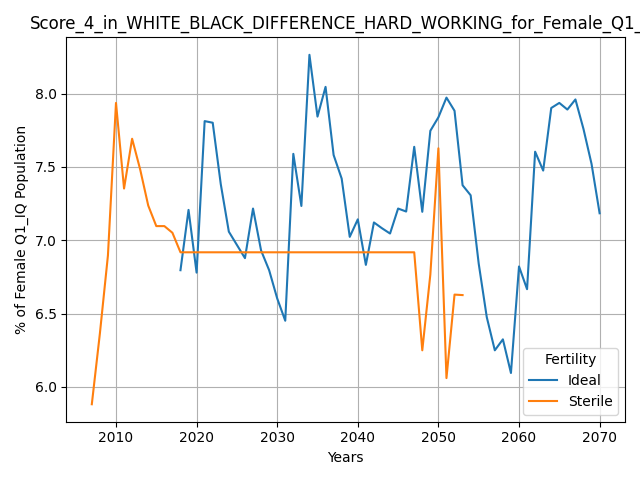 Score_4_in_WHITE_BLACK_DIFFERENCE_HARD_WORKING_for_Female_Q1_
% of Female Q1_IQ Population
8.0
7.5
7.0
6.5
6.0
2010 2020 2030 2040 2050 2060 2070
Years
Fertility
Ideal
Sterile